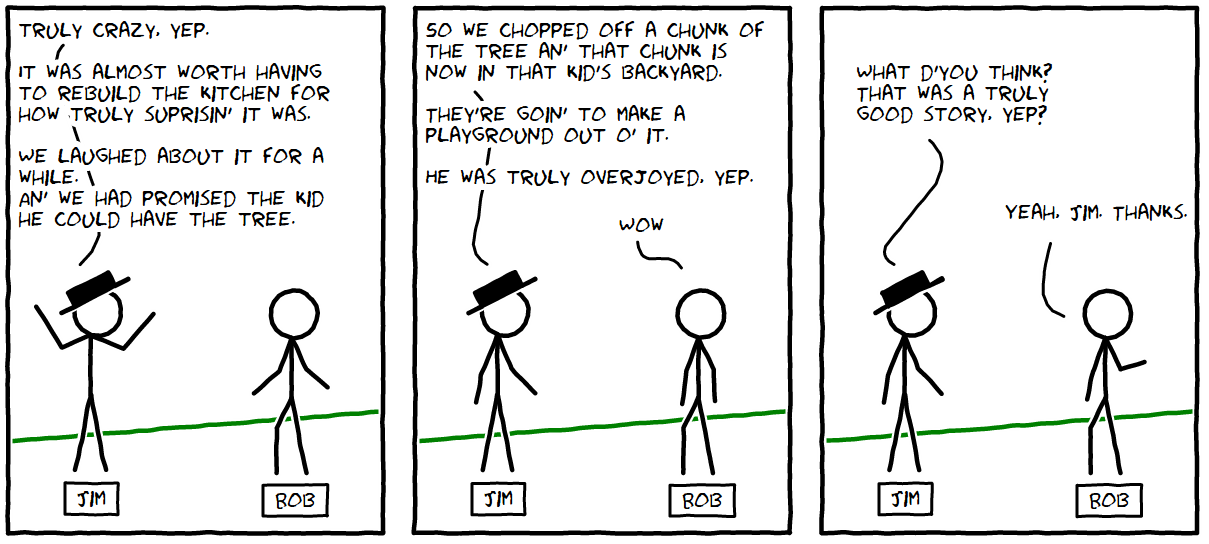 TRULY CRAZY, YEP.
IT WAS ALMOST WORTH HAVING
TO REBUILD THE KITCHEN FOR
HOW TRULY SUPRISIN' IT WAS.
WE LAUGHED ABOUT IT FOR A
WHILE.
AN' WE HAD PROMISED THE KID
HE COULD HAVE THE TREE.
JIM
BOB
SO WE CHOPPED OFF A CHUNK OF
THE TREE AN' THAT CHUNK IS
NOW IN THAT KID'S BACKYARD.
THEY'RE GOIN' TO MAKE A
PLAYGROUND OUT O' IT.
HE WAS TRULY OVERJOYED, YEP.
WOW
JIM
BOB
WHAT D'YOU THINK?
THAT WAS A TRULY
GOOD STORY, YEP?
YEAH, JIM. THANKS.
JIM
BOB